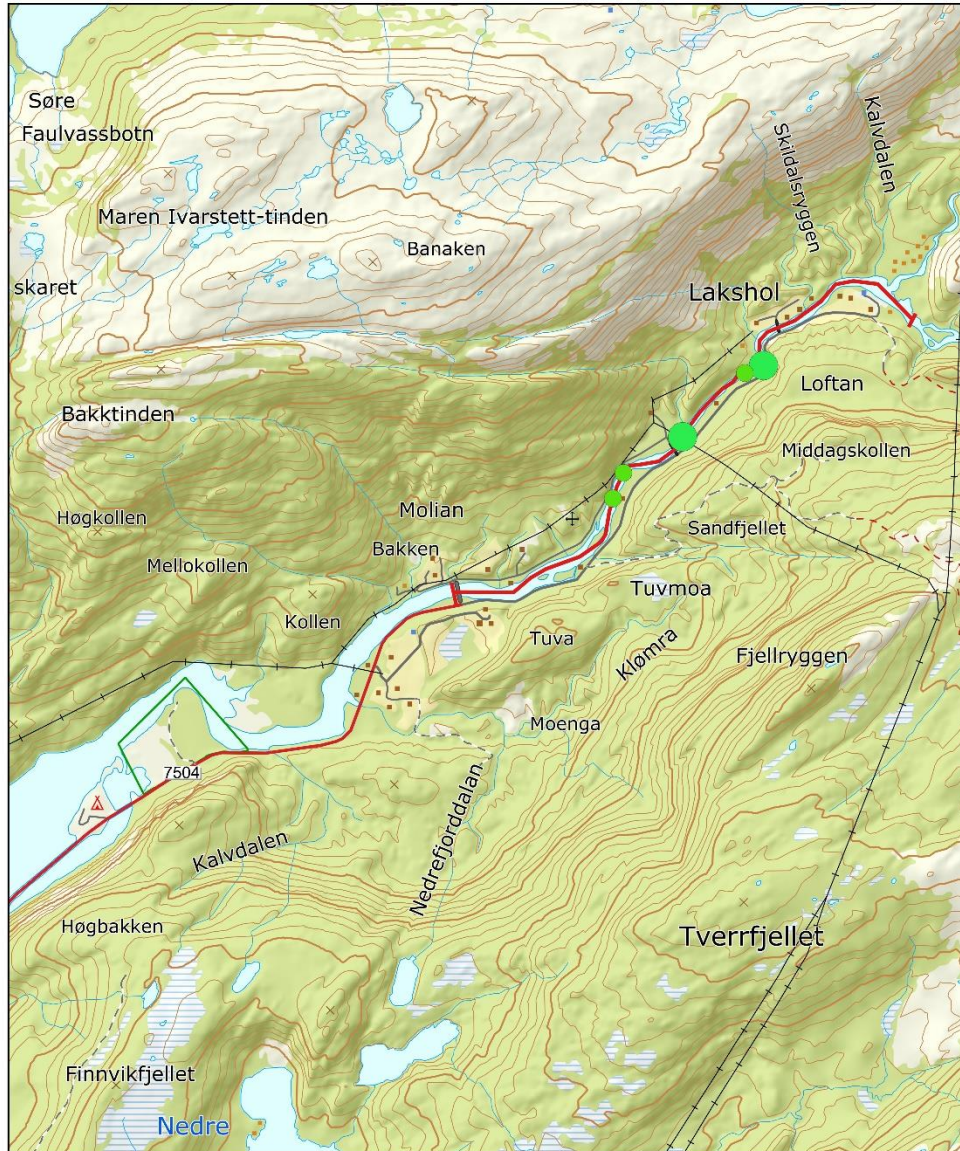 Søre
Faulvassbotn
Kalvdalen
Skildalsryggen
Maren Ivarstett-tinden
Banaken
skaret
Lakshol
Loftan
Bakktinden
Middagskollen
Molian
Høgkollen
Sandfjellet
Bakken
Mellokollen
Tuvmoa
Kollen
Tuva
Klømra
Fjellryggen
Moenga
7504
Nedrefjorddalan
Kalvdalen
Høgbakken
Tverrfjellet
Finnvikfjellet
Nedre